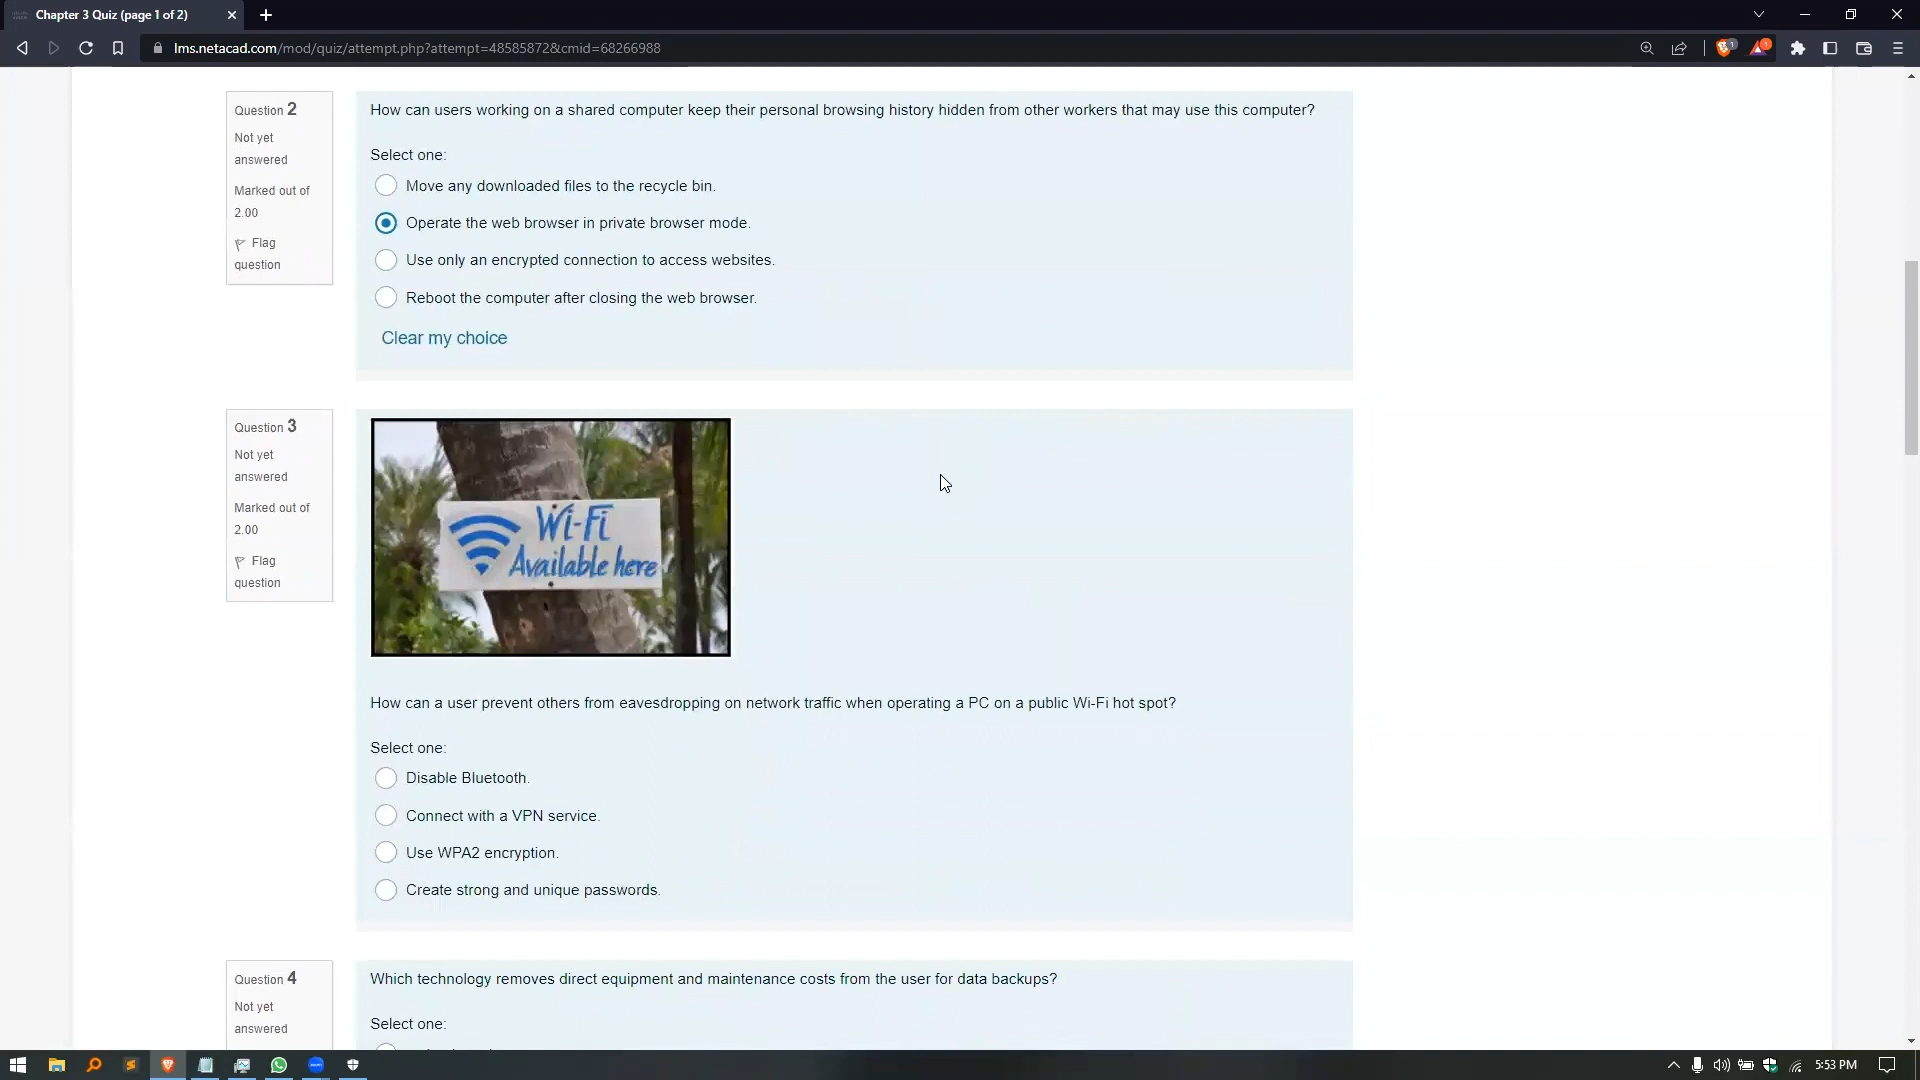 Chapter 3 Quiz (page 1 of 2)
lms.netacad.com/mod/quiz/attempt.php?attempt=48585872&cmid=68266988
Question 2
Not yet
answered
Marked out of
2.00
Flag
question
How can users working on a shared computer keep their personal browsing history hidden from other workers that may use this computer?
Select one:
Move any downloaded files to the recycle bin.
Operate the web browser in private browser mode.
Use only an encrypted connection to access websites.
Reboot the computer after closing the web browser.
Clear my choice
Question 3
Not yet
answered
Marked out of
2.00
Flag
question
Wi-Fi
Available here
How can a user prevent others from eavesdropping on network traffic when operating a PC on a public Wi-Fi hot spot?
Select one:
Disable Bluetooth.
Connect with a VPN service.
Use WPA2 encryption.
Create strong and unique passwords.
Question 4
Not yet
answered
Which technology removes direct equipment and maintenance costs from the user for data backups?
Select one:
5:53 PM